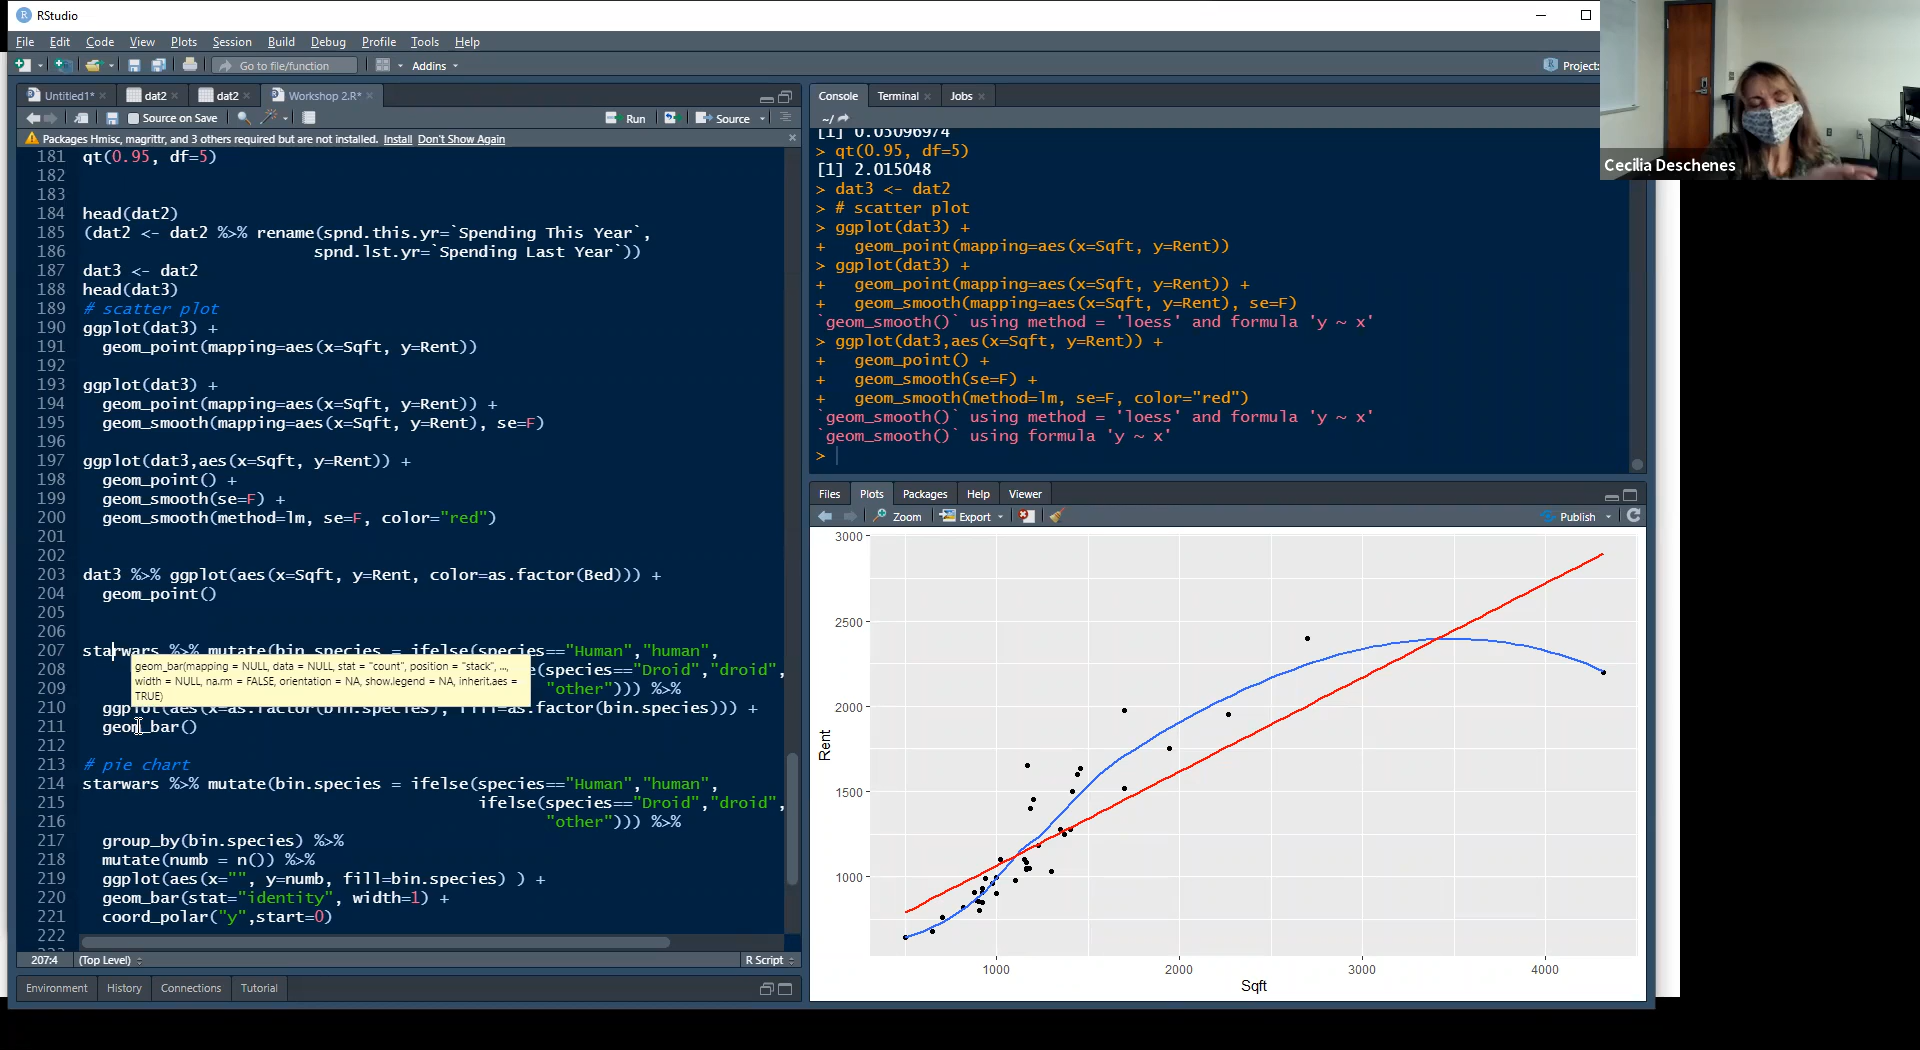 RStudio
File Edit Code View Plots Session Build Debug Profile Tools Help
Go to file/function Addins Project:
Untitled1* dat2 dat2 Workshop 2.R*
Source on Save Run Source
Packages Hmisc, magrittr, and 3 others required but are not installed. Install Don't Show Again
181 qt(0.95, df=5)
182
183
184 head(dat2)
185 (dat2 <- dat2 %>% rename(spnd.this.yr=`Spending This Year`,
186 spnd.lst.yr=`Spending Last Year`))
187 dat3 <- dat2
188 head(dat3)
189 # scatter plot
190 ggplot(dat3) +
191 geom_point(mapping=aes(x=Sqft, y=Rent))
192
193 ggplot(dat3) +
194 geom_point(mapping=aes(x=Sqft, y=Rent)) +
195 geom_smooth(mapping=aes(x=Sqft, y=Rent), se=F)
196
197 ggplot(dat3,aes(x=Sqft, y=Rent)) +
198 geom_point() +
199 geom_smooth(se=F) +
200 geom_smooth(method=lm, se=F, color="red")
201
202
203 dat3 %>% ggplot(aes(x=Sqft, y=Rent, color=as.factor(Bed))) +
204 geom_point()
205
206
207 starwars %>% mutate(bin.species = ifelse(species=="Human","human",
geom_bar(mapping = NULL, data = NULL, stat = "count", position = "stack", ...,
width = NULL, na.rm = FALSE, orientation = NA, show.legend = NA, inherit.aes =
TRUE)
208 e(species=="Droid","droid",
209 "other"))) %>%
210 ggplot(aes(x=as.factor(bin.species), fill=as.factor(bin.species))) +
211 geom_bar()
212
213 # pie chart
214 starwars %>% mutate(bin.species = ifelse(species=="Human","human",
215 ifelse(species=="Droid","droid",
216 "other"))) %>%
217 group_by(bin.species) %>%
218 mutate(numb = n()) %>%
219 ggplot(aes(x="", y=numb, fill=bin.species) ) +
220 geom_bar(stat="identity", width=1) +
221 coord_polar("y",start=0)
222
207:4 (Top Level) R Script
Environment History Connections Tutorial
Console Terminal Jobs
~/
[1] 0.05096974
> qt(0.95, df=5)
[1] 2.015048
> dat3 <- dat2
> # scatter plot
> ggplot(dat3) +
+ geom_point(mapping=aes(x=Sqft, y=Rent))
> ggplot(dat3) +
+ geom_point(mapping=aes(x=Sqft, y=Rent)) +
+ geom_smooth(mapping=aes(x=Sqft, y=Rent), se=F)
`geom_smooth()` using method = 'loess' and formula 'y ~ x'
> ggplot(dat3,aes(x=Sqft, y=Rent)) +
+ geom_point() +
+ geom_smooth(se=F) +
+ geom_smooth(method=lm, se=F, color="red")
`geom_smooth()` using method = 'loess' and formula 'y ~ x'
`geom_smooth()` using formula 'y ~ x'
>
Files Plots Packages Help Viewer
Zoom Export Publish
3000
2500
2000
1500
1000
Rent
1000 2000 3000 4000
Sqft
Cecilia Deschenes